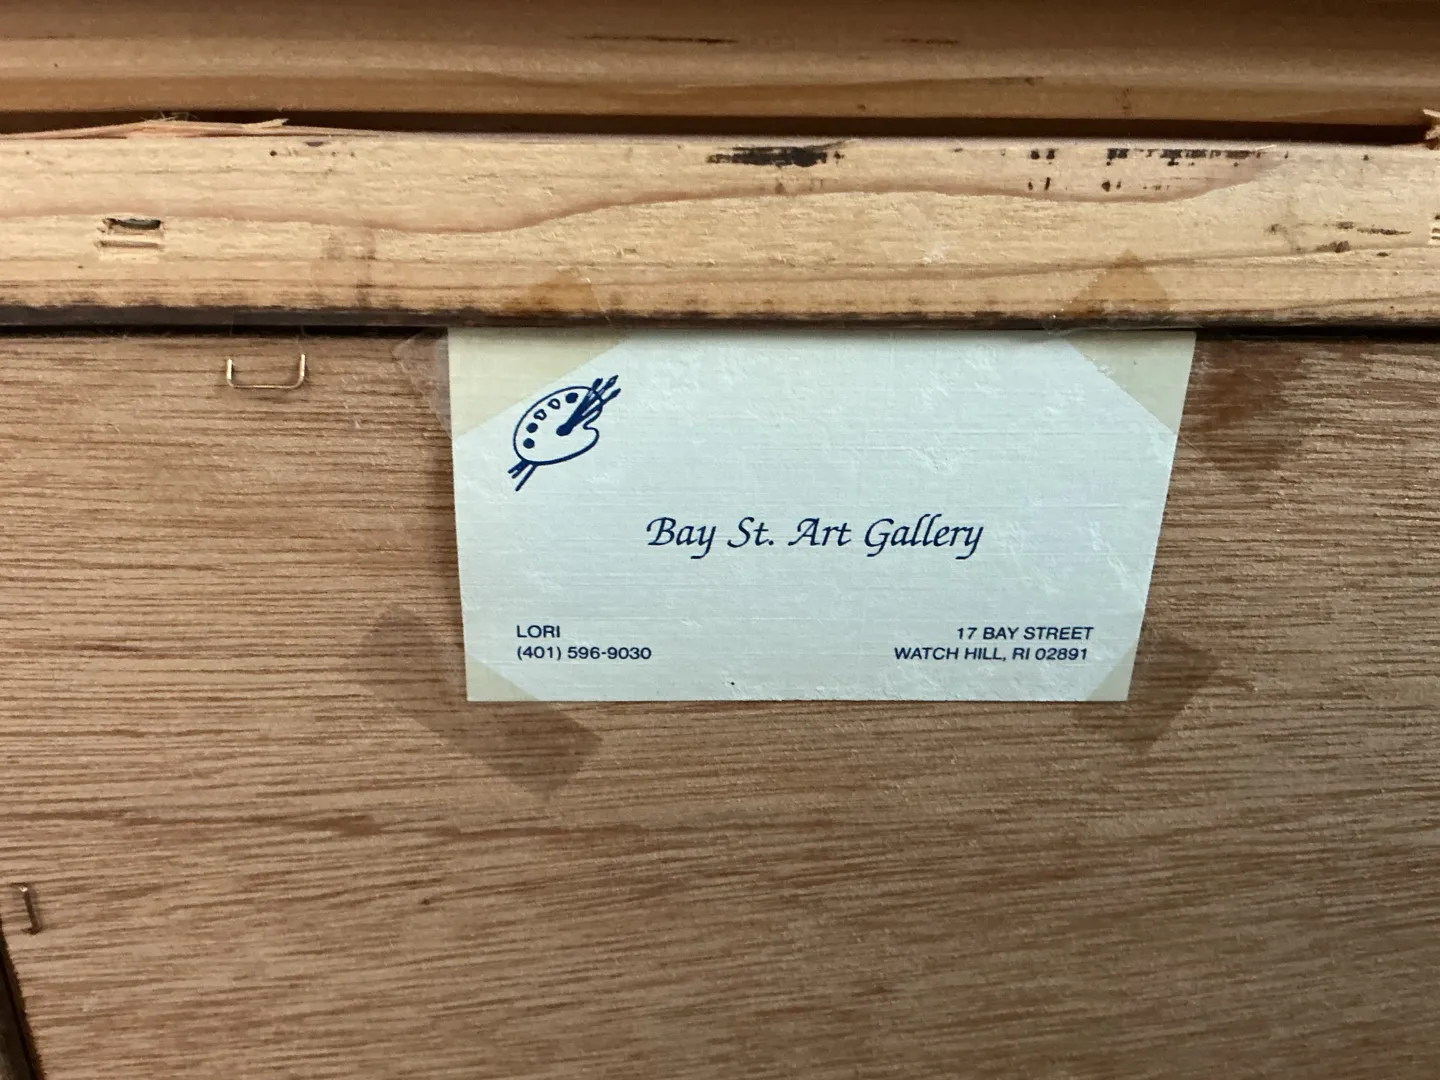 Bay St. Art Gallery
LORI
(401) 596-9030
17 BAY STREET
WATCH HILL, RI 02891